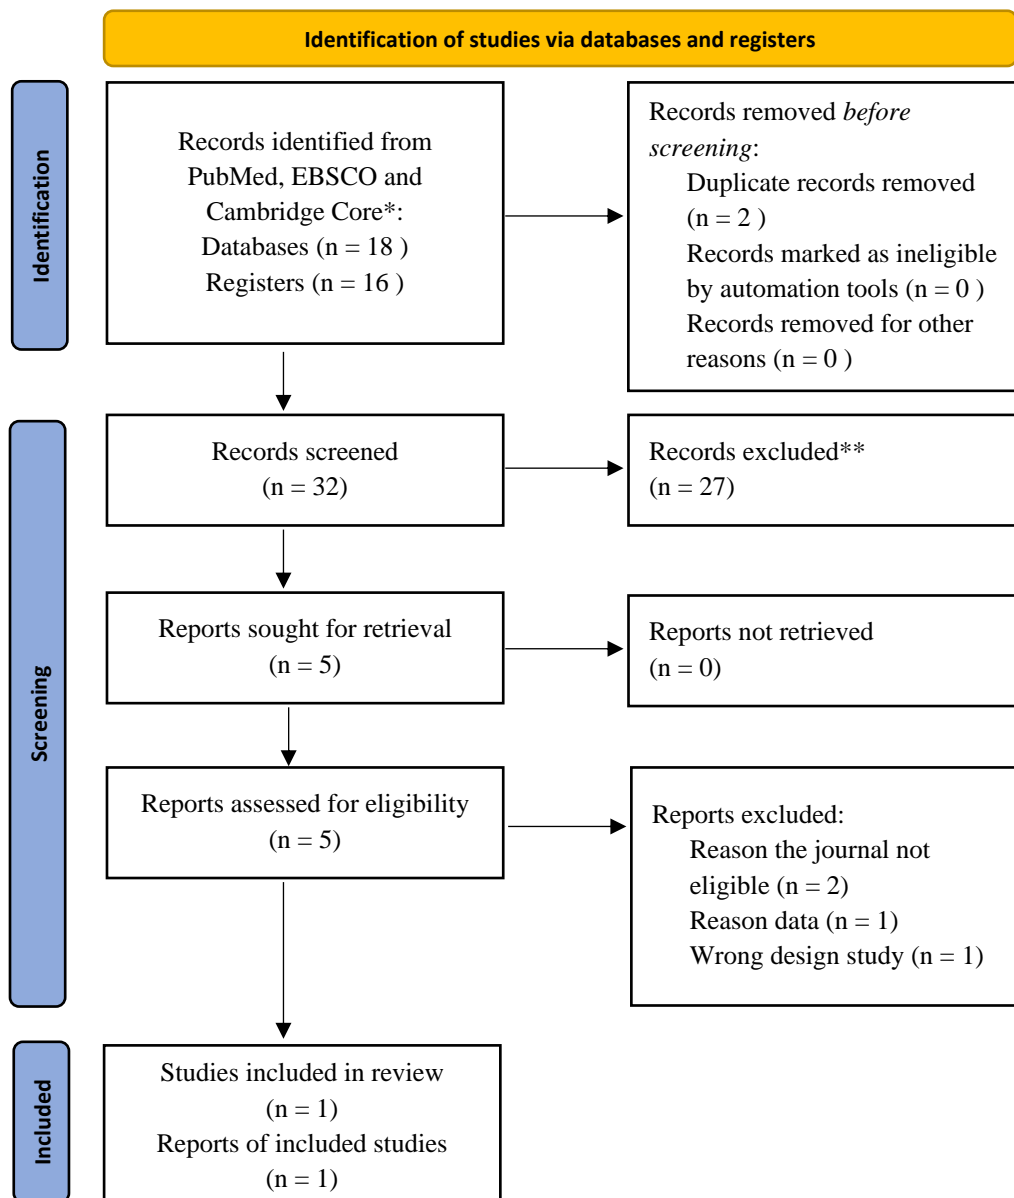 Identification of studies via databases and registers
Identification
Records identified from
PubMed, EBSCO and
Cambridge Core*:
Databases (n = 18 )
Registers (n = 16 )
Records removed before
screening:
Duplicate records removed
(n = 2 )
Records marked as ineligible
by automation tools (n = 0 )
Records removed for other
reasons (n = 0 )
Screening
Records screened
(n = 32)
Records excluded**
(n = 27)
Reports sought for retrieval
(n = 5)
Reports not retrieved
(n = 0)
Reports assessed for eligibility
(n = 5)
Reports excluded:
Reason the journal not
eligible (n = 2)
Reason data (n = 1)
Wrong design study (n = 1)
Included
Studies included in review
(n = 1)
Reports of included studies
(n = 1)